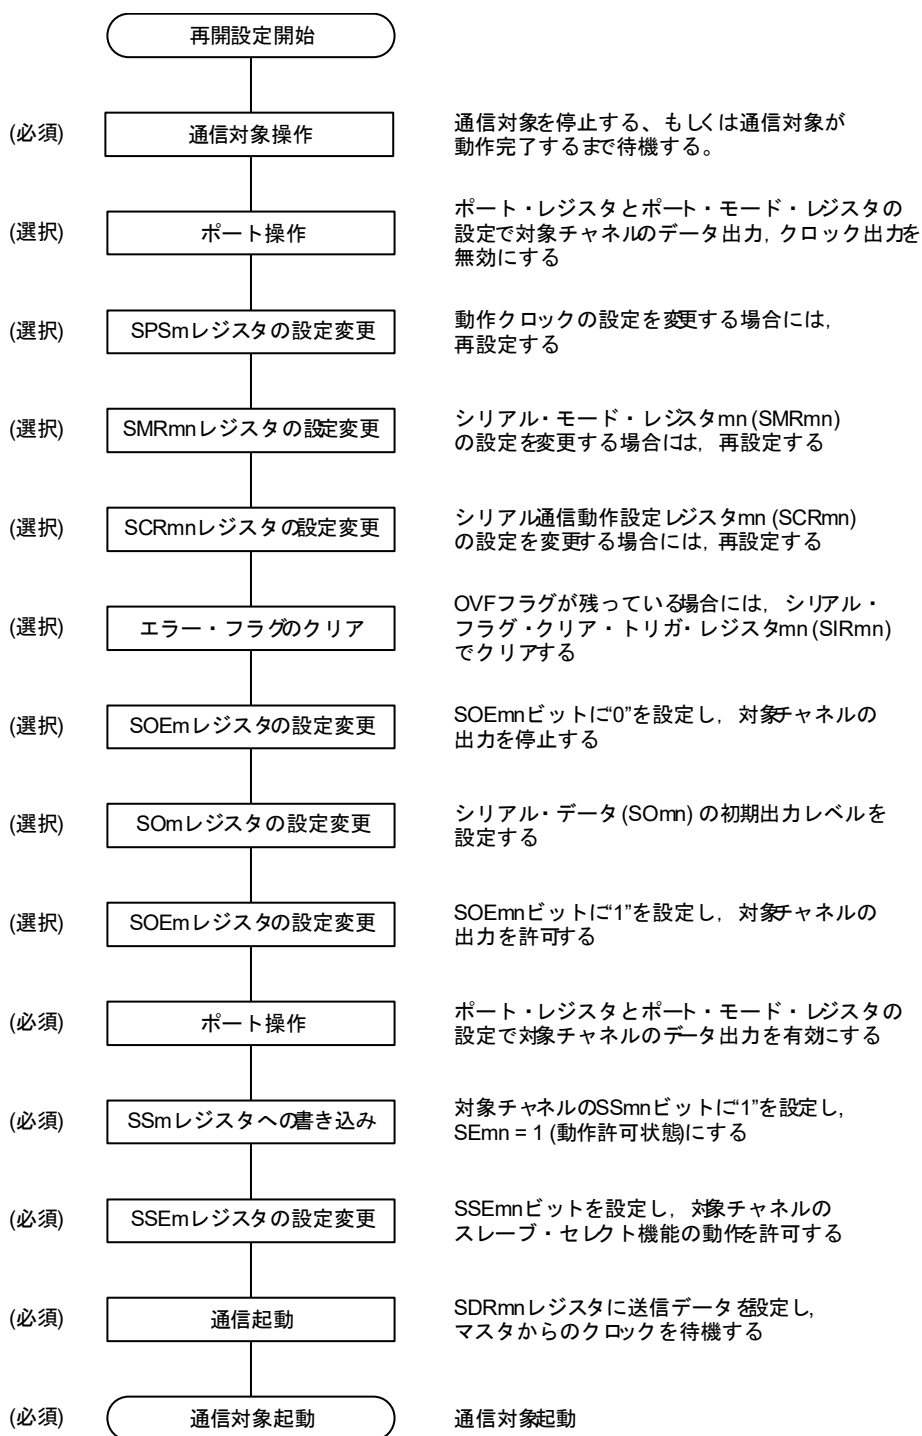 再開設定開始
(必須)
通信対象操作
通信対象を停止する、もしくは通信対象が
動作完了するまで待機する。
(選択)
ポート操作
ポート・レジスタとポート・モード・レジスタの
設定で対象チャネルのデータ出力, クロック出力を
無効にする
(選択)
SPSmレジスタの設定変更
動作クロックの設定を変更する場合には,
再設定する
(選択)
SMRmnレジスタの設定変更
シリアル・モード・レジスタmn (SMRmn)
の設定を変更する場合には, 再設定する
(選択)
SCRmnレジスタの設定変更
シリアル通信動作設定レジスタmn (SCRmn)
の設定を変更する場合には, 再設定する
(選択)
エラー・フラグのクリア
OVFフラグが残っている場合には, シリアル・
フラグ・クリア・トリガ・レジスタmn (SIRmn)
でクリアする
(選択)
SOEmレジスタの設定変更
SOEmnビットに“0”を設定し, 対象チャネルの
出力を停止する
(選択)
SOmレジスタの設定変更
シリアル・データ (SOmn) の初期出力レベルを
設定する
(選択)
SOEmレジスタの設定変更
SOEmnビットに“1”を設定し, 対象チャネルの
出力を許可する
(必須)
ポート操作
ポート・レジスタとポート・モード・レジスタの
設定で対象チャネルのデータ出力を有効にする
(必須)
SSmレジスタへの書き込み
対象チャネルのSSmnビットに“1”を設定し,
SEmn = 1 (動作許可状態)にする
(必須)
SSEmレジスタの設定変更
SSEmnビットを設定し, 対象チャネルの
スレーブ・セレクト機能の動作を許可する
(必須)
通信起動
SDRmnレジスタに送信データを設定し,
マスタからのクロックを待機する
(必須)
通信対象起動
通信対象起動